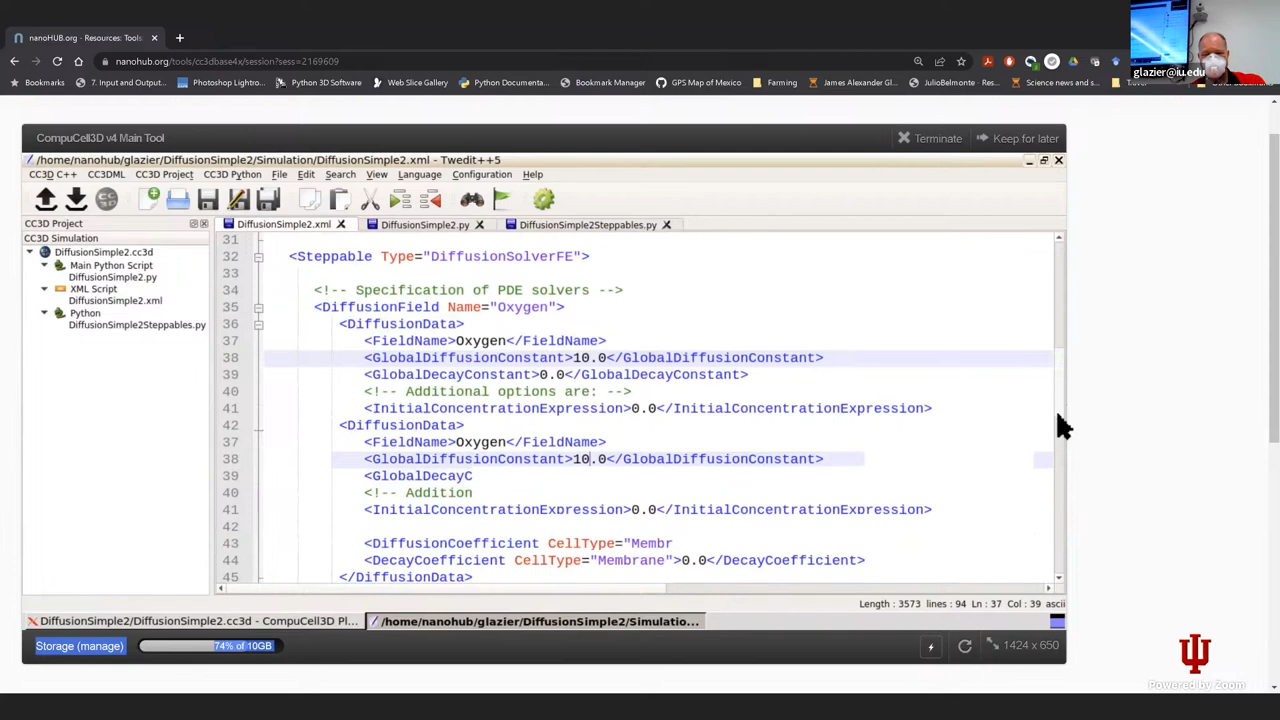 nanoHUB.org - Resources: Tools
nanohub.org/tools/cc3dbase4x/session?sess=2169609
glazier@iu.edu
Bookmarks 7. Input and Output... Photoshop Lightro... Python 3D Software Web Slice Gallery Python Documenta... Bookmark Manager GPS Map of Mexico Farming James Alexander Gl... JulioBelmonte - Res... Science news and s...
CompuCell3D v4 Main Tool Terminate Keep for later
/home/nanohub/glazier/DiffusionSimple2/Simulation/DiffusionSimple2.xml - Twedit++5
CC3D C++ CC3DML CC3D Project CC3D Python File Edit Search View Language Configuration Help
CC
CC3D Project
CC3D Simulation
DiffusionSimple2.cc3d
Main Python Script
DiffusionSimple2.py
XML Script
DiffusionSimple2.xml
Python
DiffusionSimple2Steppables.py
DiffusionSimple2.xml DiffusionSimple2.py DiffusionSimple2Steppables.py
31
32 <Steppable Type="DiffusionSolverFE">
33
34 <!-- Specification of PDE solvers -->
35 <DiffusionField Name="Oxygen">
36 <DiffusionData>
37 <FieldName>Oxygen</FieldName>
38 <GlobalDiffusionConstant>10.0</GlobalDiffusionConstant>
39 <GlobalDecayConstant>0.0</GlobalDecayConstant>
40 <!-- Additional options are: -->
41 <InitialConcentrationExpression>0.0</InitialConcentrationExpression>
42 <DiffusionData>
37 <FieldName>Oxygen</FieldName>
38 <GlobalDiffusionConstant>10.0</GlobalDiffusionConstant>
39 <GlobalDecayC
40 <!-- Addition
41 <InitialConcentrationExpression>0.0</InitialConcentrationExpression>
42
43 <DiffusionCoefficient CellType="Membr
44 <DecayCoefficient CellType="Membrane">0.0</DecayCoefficient>
45 </DiffusionData>
Length : 3573 lines : 94 Ln : 37 Col : 39 ascii
DiffusionSimple2/DiffusionSimple2.cc3d - CompuCell3D Pl... /home/nanohub/glazier/DiffusionSimple2/Simulatio...
Storage (manage) 74% of 10GB 1424 x 650
Powered by Zoom